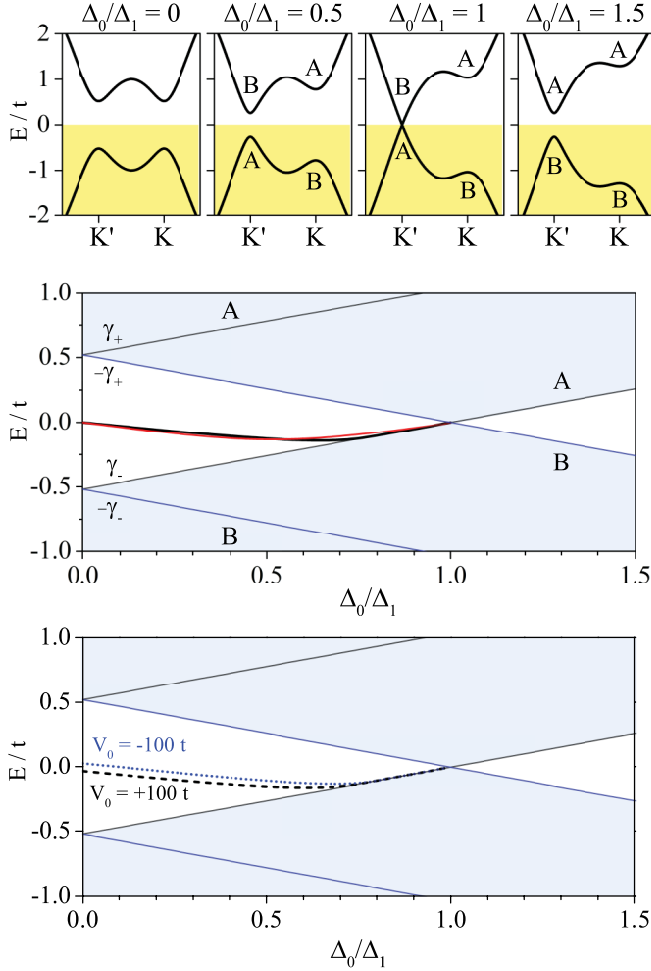 Δ₀/Δ₁ = 0 Δ₀/Δ₁ = 0.5 Δ₀/Δ₁ = 1 Δ₀/Δ₁ = 1.5
2
1
0
-1
-2
E / t
B A A B
B A A B
A B
K' K K' K K' K K' K
1.0
0.5
0.0
-0.5
-1.0
E / t
A
γ₊
−γ₊
A
γ₋
B
−γ₋
B
0.0 0.5 1.0 1.5
Δ₀/Δ₁
1.0
0.5
0.0
-0.5
-1.0
E / t
V₀ = -100 t
V₀ = +100 t
0.0 0.5 1.0 1.5
Δ₀/Δ₁